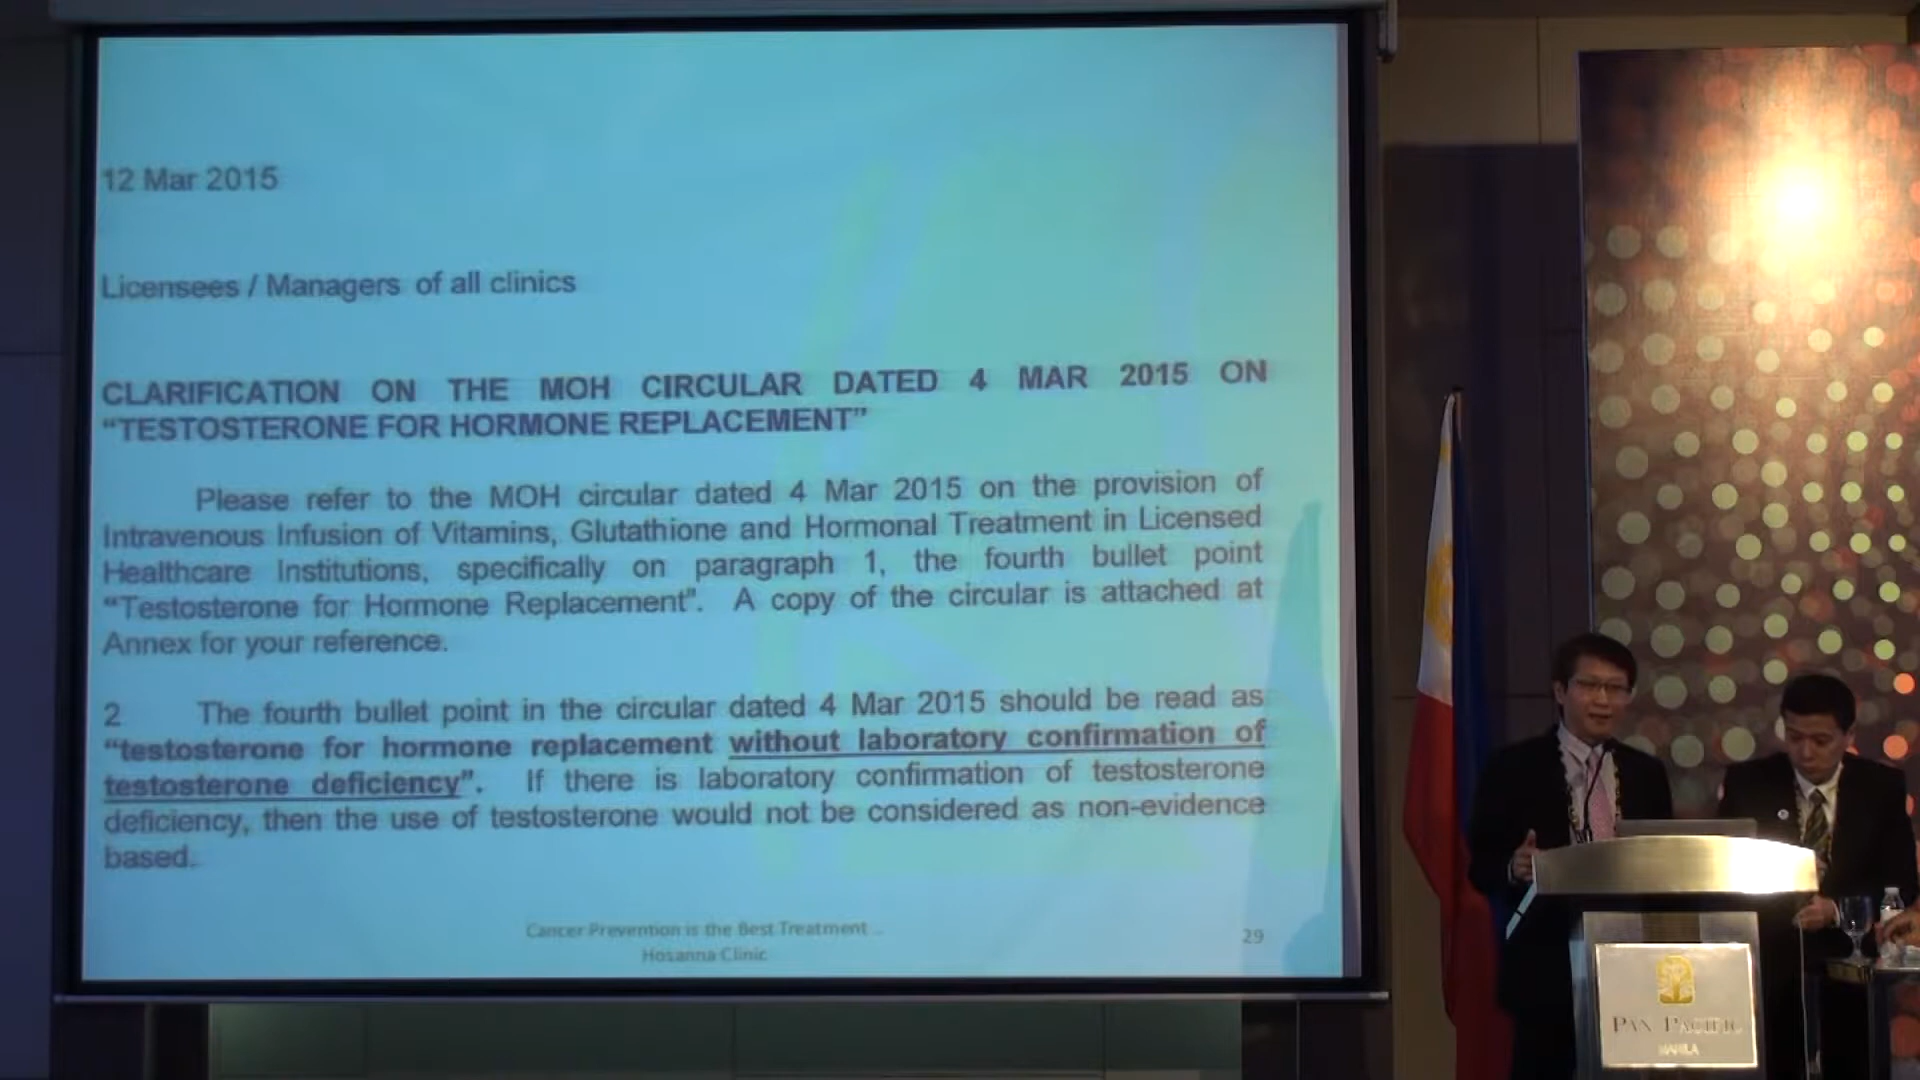 12 Mar 2015
Licensees / Managers of all clinics
CLARIFICATION ON THE MOH CIRCULAR DATED 4 MAR 2015 ON
“TESTOSTERONE FOR HORMONE REPLACEMENT”
Please refer to the MOH circular dated 4 Mar 2015 on the provision of
Intravenous Infusion of Vitamins, Glutathione and Hormonal Treatment in Licensed
Healthcare Institutions, specifically on paragraph 1, the fourth bullet point
“Testosterone for Hormone Replacement”. A copy of the circular is attached at
Annex for your reference.
2 The fourth bullet point in the circular dated 4 Mar 2015 should be read as
“testosterone for hormone replacement without laboratory confirmation of
testosterone deficiency”. If there is laboratory confirmation of testosterone
deficiency, then the use of testosterone would not be considered as non-evidence
based.
Cancer Prevention is the Best Treatment ..
Hosanna Clinic
29
PAN PACIFIC
MANILA